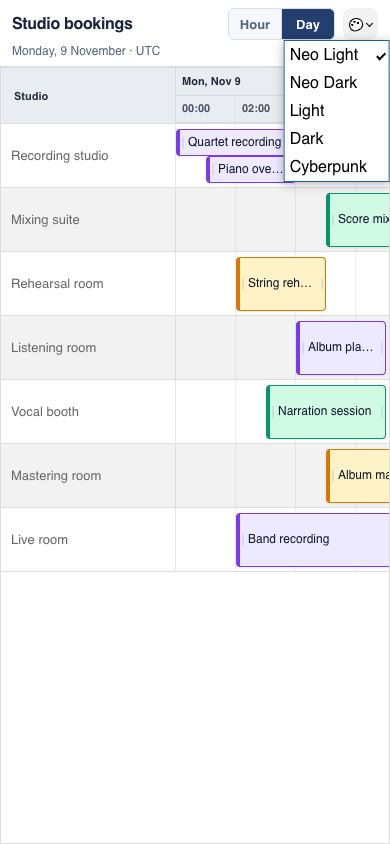 Studio bookings
Hour
Day
Monday, 9 November · UTC
Neo Light
Neo Dark
Light
Dark
Cyberpunk
Studio
Mon, Nov 9
00:00
02:00
Recording studio
Quartet recording
Piano ove…
Mixing suite
Score mix
Rehearsal room
String reh…
Listening room
Album pla…
Vocal booth
Narration session
Mastering room
Album ma
Live room
Band recording